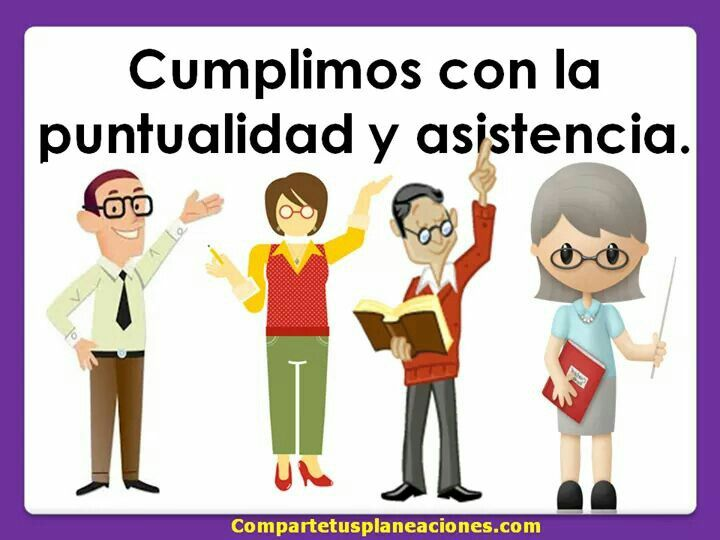 Cumplimos con la
puntualidad y asistencia.
Compartetusplaneaciones.com